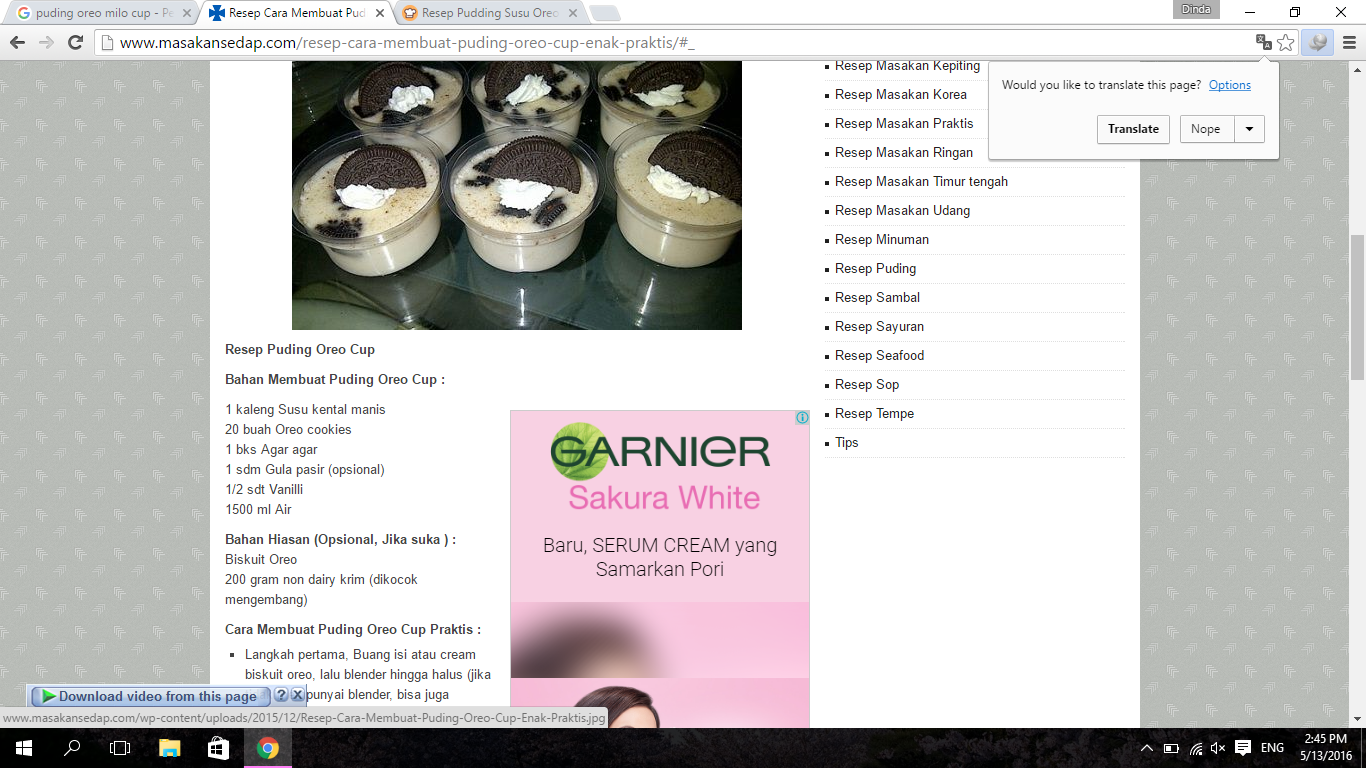 puding oreo milo cup - Pe
Resep Cara Membuat Pud
Resep Pudding Susu Oreo
Dinda
www.masakansedap.com/resep-cara-membuat-puding-oreo-cup-enak-praktis/#_
Would you like to translate this page? Options
Translate
Nope
Resep Puding Oreo Cup
Bahan Membuat Puding Oreo Cup :
1 kaleng Susu kental manis
20 buah Oreo cookies
1 bks Agar agar
1 sdm Gula pasir (opsional)
1/2 sdt Vanilli
1500 ml Air
Bahan Hiasan (Opsional, Jika suka ) :
Biskuit Oreo
200 gram non dairy krim (dikocok
mengembang)
Cara Membuat Puding Oreo Cup Praktis :
Langkah pertama, Buang isi atau cream
biskuit oreo, lalu blender hingga halus (jika
punyai blender, bisa juga
GARNIER
Sakura White
Baru, SERUM CREAM yang
Samarkan Pori
Resep Masakan Kepiting
Resep Masakan Korea
Resep Masakan Praktis
Resep Masakan Ringan
Resep Masakan Timur tengah
Resep Masakan Udang
Resep Minuman
Resep Puding
Resep Sambal
Resep Sayuran
Resep Seafood
Resep Sop
Resep Tempe
Tips
Download video from this page
www.masakansedap.com/wp-content/uploads/2015/12/Resep-Cara-Membuat-Puding-Oreo-Cup-Enak-Praktis.jpg
ENG
2:45 PM
5/13/2016